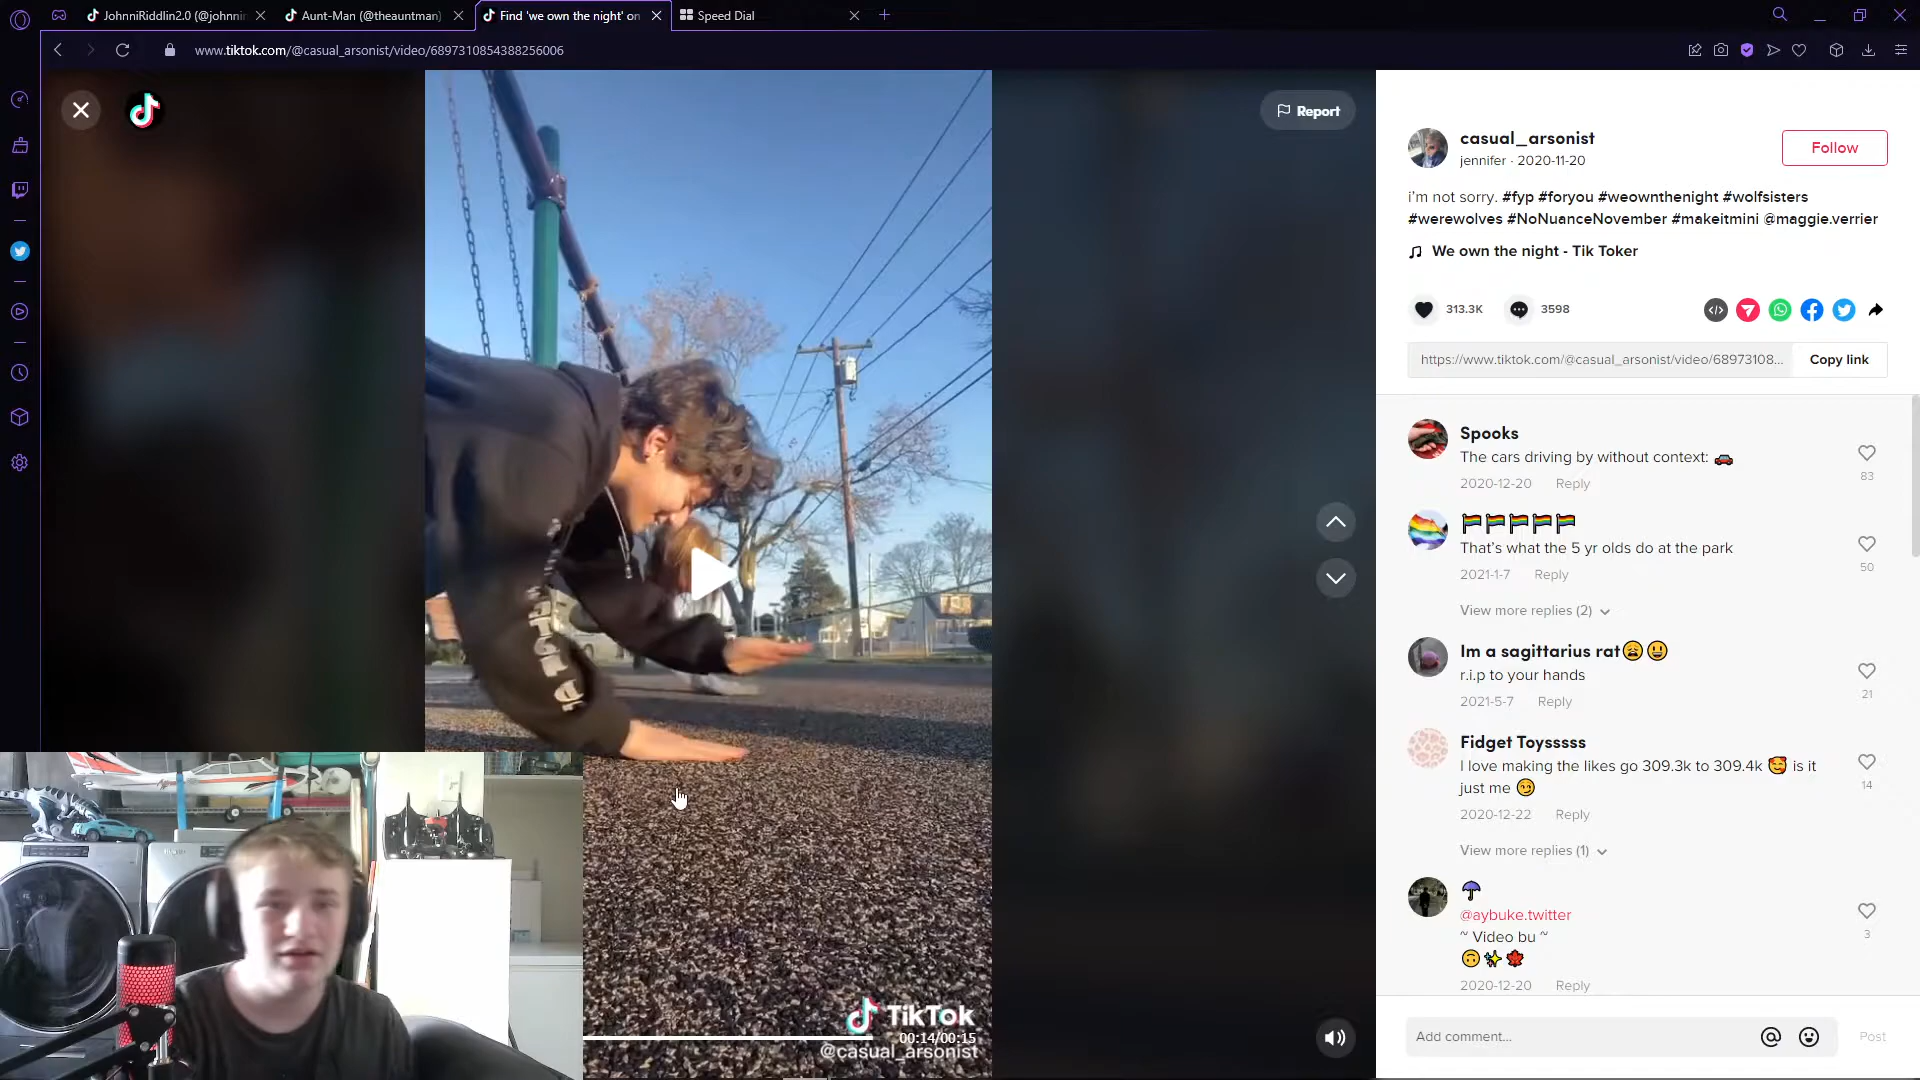 JohnniRiddlin2.0 (@johnnir
Aunt-Man (@theauntman)
Find 'we own the night' on
Speed Dial
www.tiktok.com/@casual_arsonist/video/6897310854388256006
Report
casual_arsonist
jennifer · 2020-11-20
Follow
i'm not sorry. #fyp #foryou #weownthenight #wolfsisters
#werewolves #NoNuanceNovember #makeitmini @maggie.verrier
We own the night - Tik Toker
313.3K
3598
https://www.tiktok.com/@casual_arsonist/video/68973108...
Copy link
Spooks
The cars driving by without context: 🚗
83
2020-12-20 Reply
🏳️‍🌈🏳️‍🌈🏳️‍🌈🏳️‍🌈🏳️‍🌈
That's what the 5 yr olds do at the park
50
2021-1-7 Reply
View more replies (2)
Im a sagittarius rat😩😃
r.i.p to your hands
21
2021-5-7 Reply
Fidget Toysssss
I love making the likes go 309.3k to 309.4k 🥰 is it
just me 😏
14
2020-12-22 Reply
View more replies (1)
☂
@aybuke.twitter
~ Video bu ~
🙃✨🍁
3
2020-12-20 Reply
TikTok
00:14/00:15
@casual_arsonist
Add comment...
Post